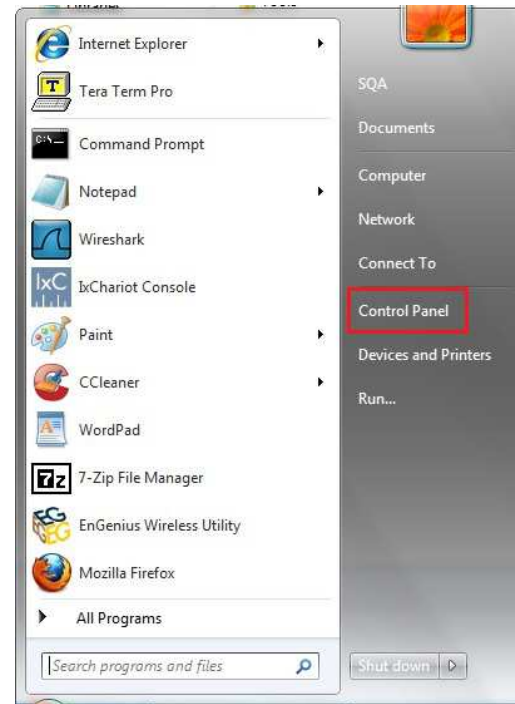 Internet Explorer
Tera Term Pro
Command Prompt
Notepad
Wireshark
IxC
IxChariot Console
Paint
CCleaner
WordPad
7z
7-Zip File Manager
EnGenius Wireless Utility
Mozilla Firefox
All Programs
Search programs and files
SQA
Documents
Computer
Network
Connect To
Control Panel
Devices and Printers
Run...
Shut down